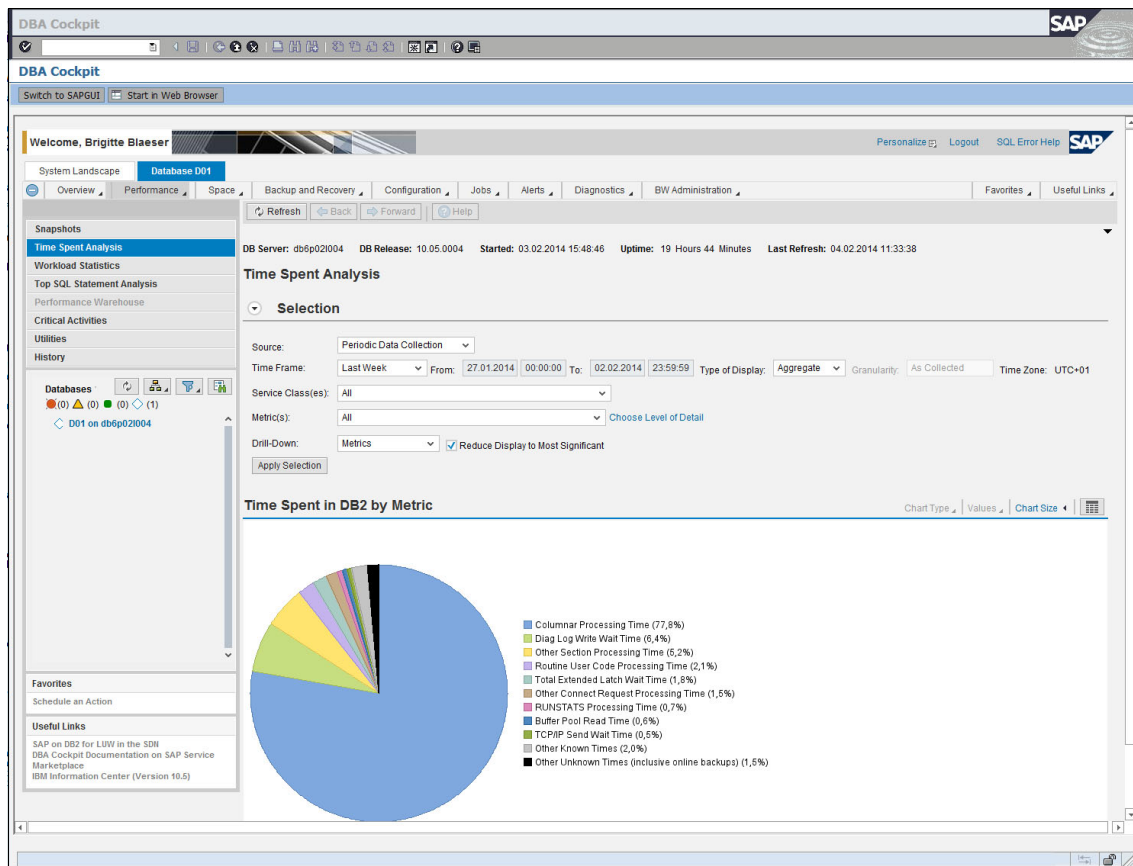 DBA Cockpit
SAP
DBA Cockpit
Switch to SAPGUI Start in Web Browser
Welcome, Brigitte Blaeser Personalize Logout SQL Error Help SAP
System Landscape Database D01
Overview Performance Space Backup and Recovery Configuration Jobs Alerts Diagnostics BW Administration Favorites Useful Links
Refresh Back Forward Help
Snapshots
Time Spent Analysis
Workload Statistics
Top SQL Statement Analysis
Performance Warehouse
Critical Activities
Utilities
History
Databases
(0) (0) (0) (1)
D01 on db6p02l004
Favorites
Schedule an Action
Useful Links
SAP on DB2 for LUW in the SDN
DBA Cockpit Documentation on SAP Service
Marketplace
IBM Information Center (Version 10.5)
DB Server: db6p02l004 DB Release: 10.05.0004 Started: 03.02.2014 15:48:46 Uptime: 19 Hours 44 Minutes Last Refresh: 04.02.2014 11:33:38
Time Spent Analysis
Selection
Source: Periodic Data Collection
Time Frame: Last Week From: 27.01.2014 00:00:00 To: 02.02.2014 23:59:59 Type of Display: Aggregate Granularity: As Collected Time Zone: UTC+01
Service Class(es): All
Metric(s): All Choose Level of Detail
Drill-Down: Metrics Reduce Display to Most Significant
Apply Selection
Time Spent in DB2 by Metric Chart Type Values Chart Size
Columnar Processing Time (77,8%)
Diag Log Write Wait Time (6,4%)
Other Section Processing Time (5,2%)
Routine User Code Processing Time (2,1%)
Total Extended Latch Wait Time (1,8%)
Other Connect Request Processing Time (1,5%)
RUNSTATS Processing Time (0,7%)
Buffer Pool Read Time (0,6%)
TCP/IP Send Wait Time (0,5%)
Other Known Times (2,0%)
Other Unknown Times (inclusive online backups) (1,5%)